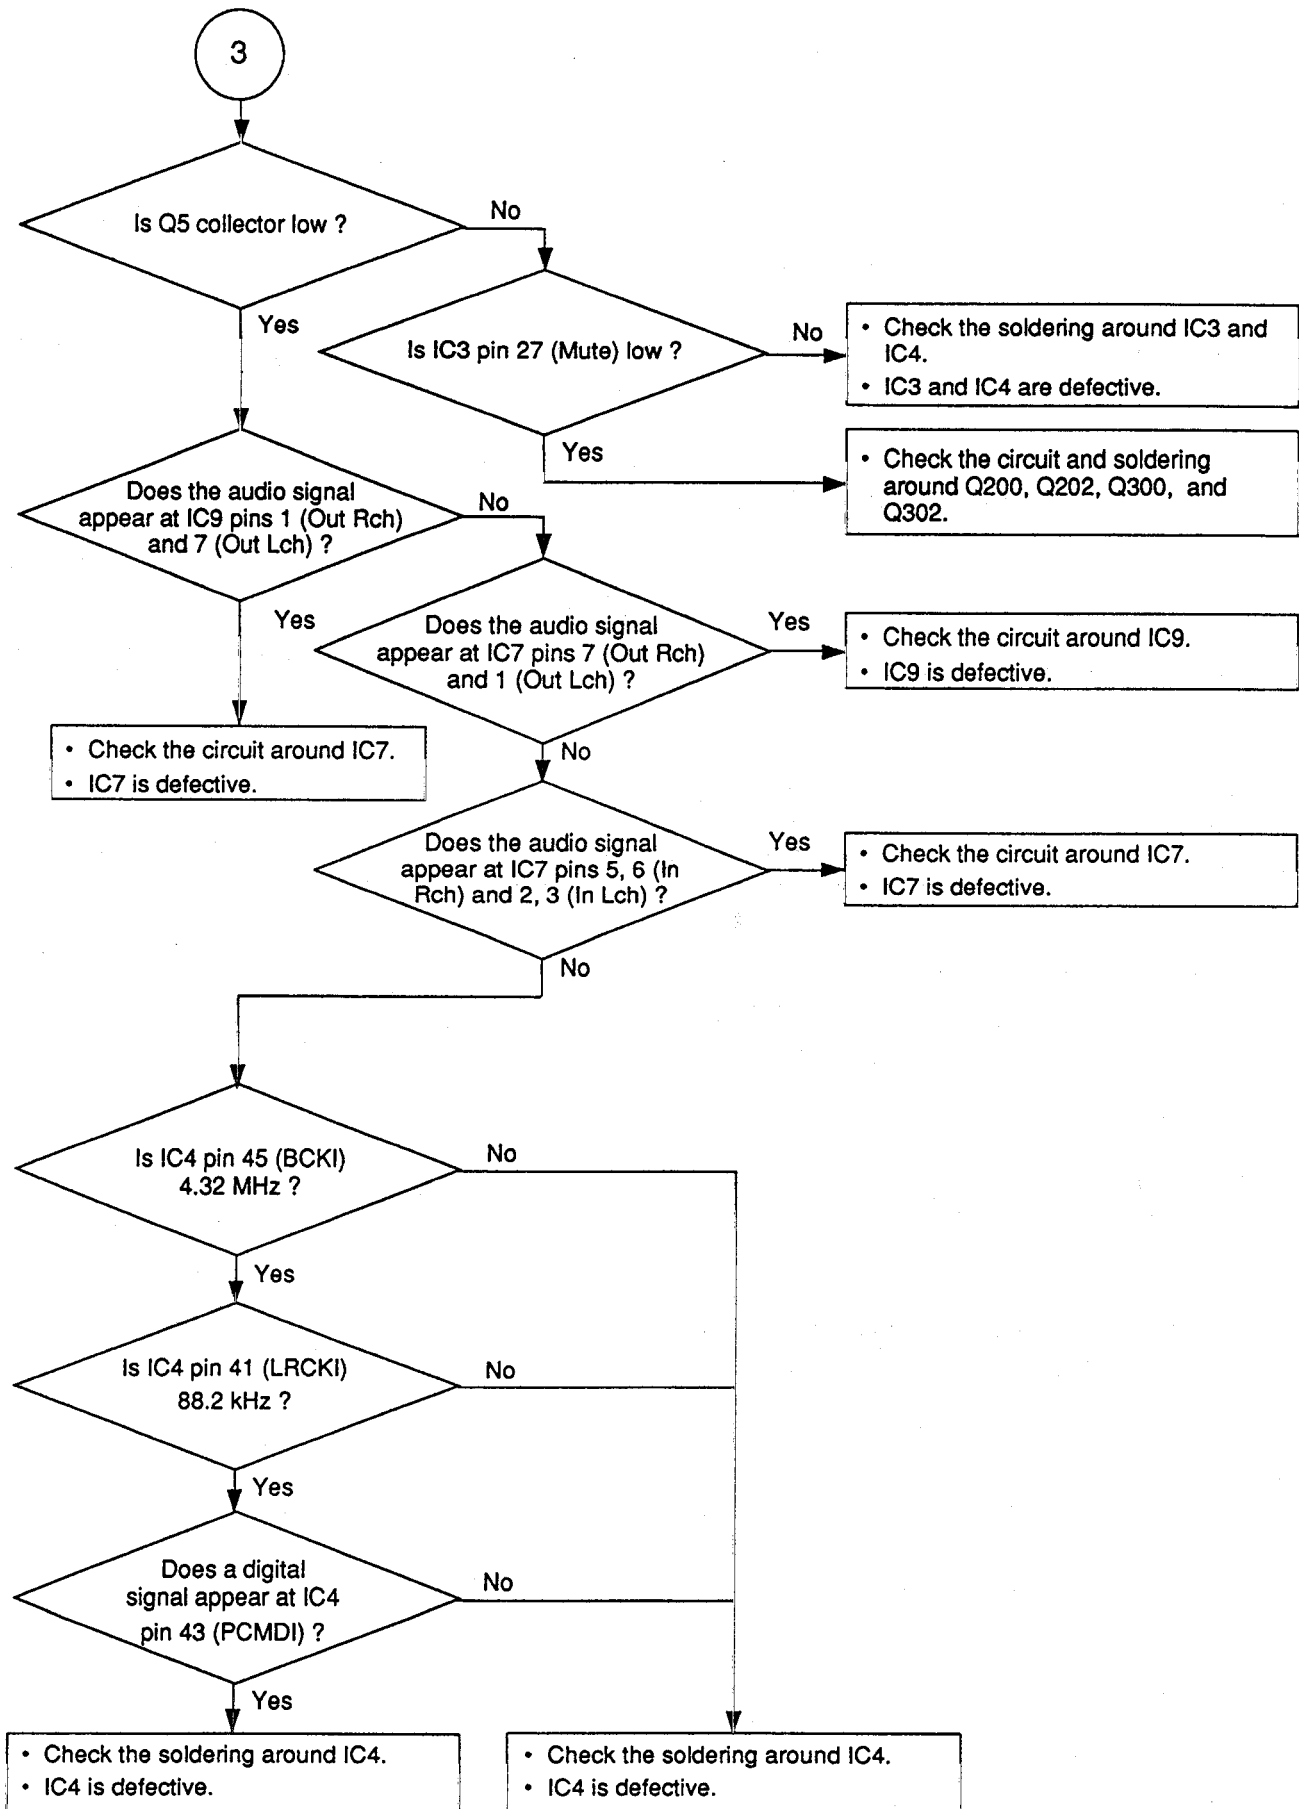 3
Is Q5 collector low ?
No
Yes
Is IC3 pin 27 (Mute) low ?
No
• Check the soldering around IC3 and
IC4.
• IC3 and IC4 are defective.
Yes
• Check the circuit and soldering
around Q200, Q202, Q300, and
Q302.
Does the audio signal
appear at IC9 pins 1 (Out Rch)
and 7 (Out Lch) ?
No
Yes
Does the audio signal
appear at IC7 pins 7 (Out Rch)
and 1 (Out Lch) ?
Yes
• Check the circuit around IC9.
• IC9 is defective.
No
• Check the circuit around IC7.
• IC7 is defective.
Does the audio signal
appear at IC7 pins 5, 6 (In
Rch) and 2, 3 (In Lch) ?
Yes
• Check the circuit around IC7.
• IC7 is defective.
No
Is IC4 pin 45 (BCKI)
4.32 MHz ?
No
Yes
Is IC4 pin 41 (LRCKI)
88.2 kHz ?
No
Yes
Does a digital
signal appear at IC4
pin 43 (PCMDI) ?
No
Yes
• Check the soldering around IC4.
• IC4 is defective.
• Check the soldering around IC4.
• IC4 is defective.